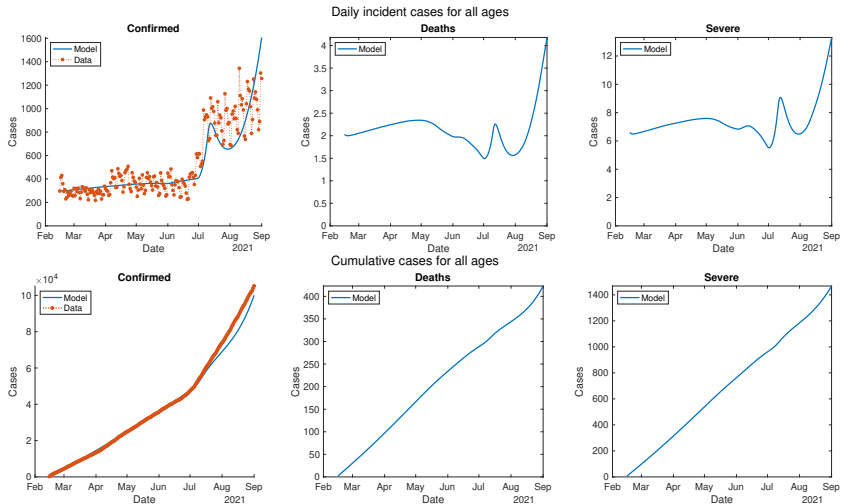 Daily incident cases for all ages
Confirmed
Model
Data
Cases
1600
1400
1200
1000
800
600
400
200
0
Feb Mar Apr May Jun Jul Aug Sep
Date
2021
Deaths
Model
Cases
4
3.5
3
2.5
2
1.5
1
0.5
0
Feb Mar Apr May Jun Jul Aug Sep
Date
2021
Severe
Model
Cases
12
10
8
6
4
2
0
Feb Mar Apr May Jun Jul Aug Sep
Date
2021
Cumulative cases for all ages
Confirmed
×10⁴
Model
Data
Cases
10
8
6
4
2
0
Feb Mar Apr May Jun Jul Aug Sep
Date
2021
Deaths
Model
Cases
400
350
300
250
200
150
100
50
0
Feb Mar Apr May Jun Jul Aug Sep
Date
2021
Severe
Model
Cases
1400
1200
1000
800
600
400
200
0
Feb Mar Apr May Jun Jul Aug Sep
Date
2021